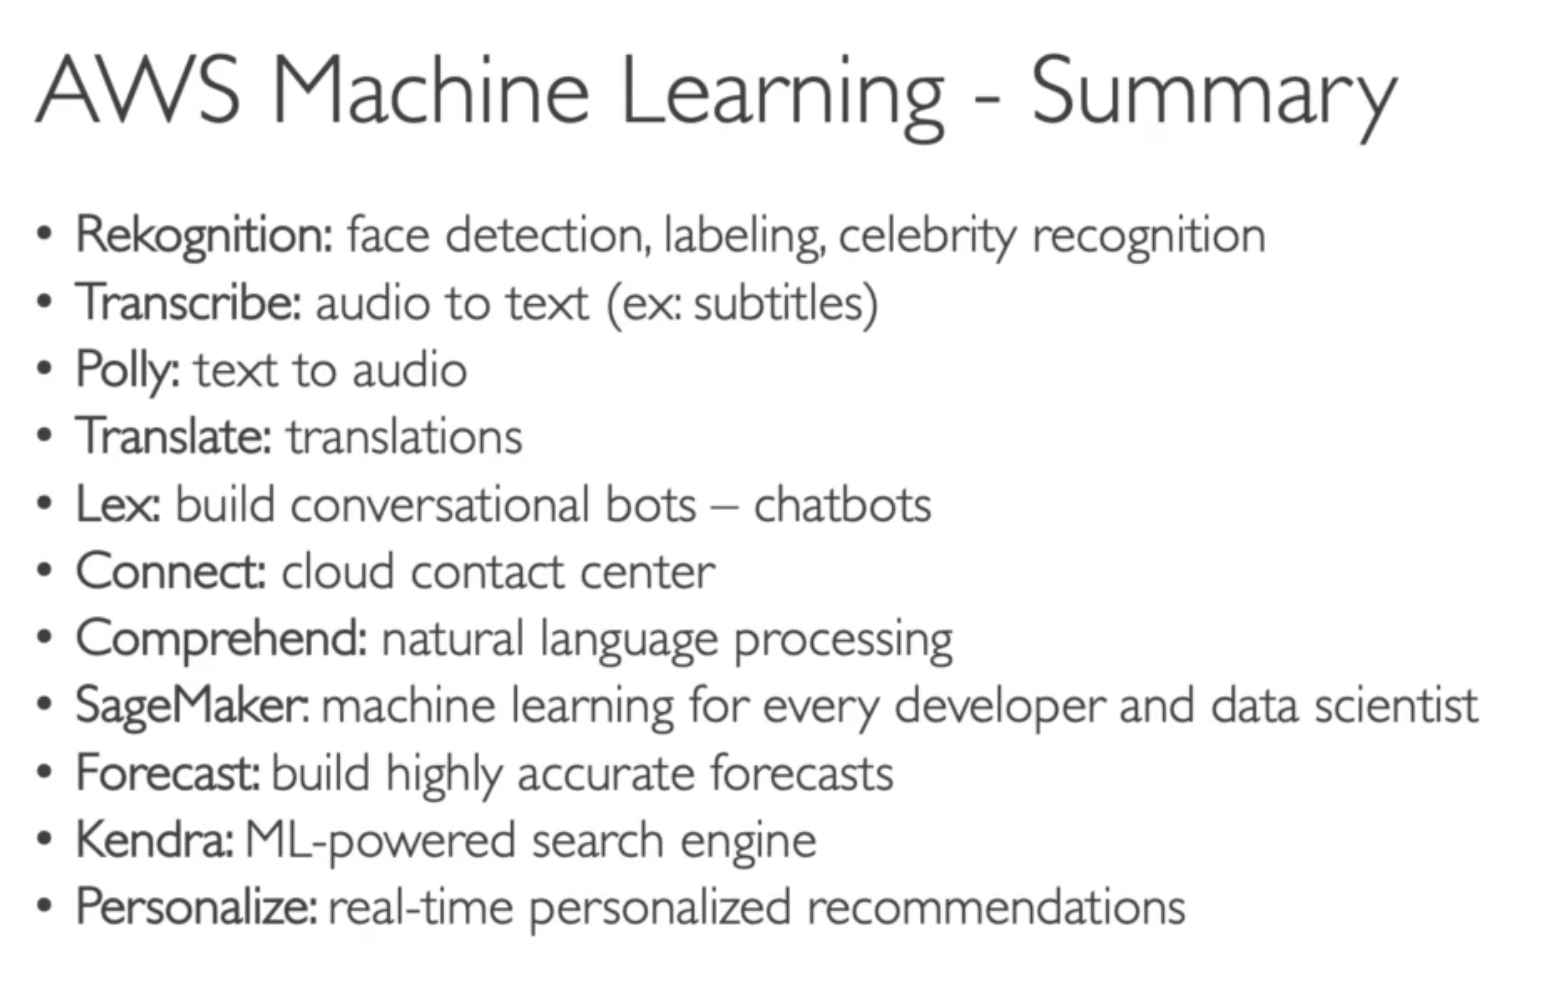 AWS Machine Learning - Summary
• Rekognition: face detection, labeling, celebrity recognition
• Transcribe: audio to text (ex: subtitles)
• Polly: text to audio
• Translate: translations
• Lex: build conversational bots – chatbots
• Connect: cloud contact center
• Comprehend: natural language processing
• SageMaker: machine learning for every developer and data scientist
• Forecast: build highly accurate forecasts
• Kendra: ML-powered search engine
• Personalize: real-time personalized recommendations